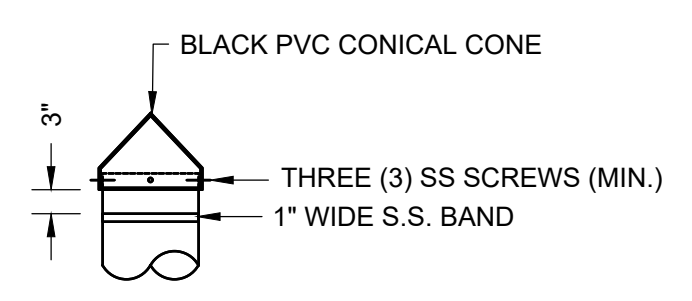 BLACK PVC CONICAL CONE
3"
THREE (3) SS SCREWS (MIN.)
1" WIDE S.S. BAND